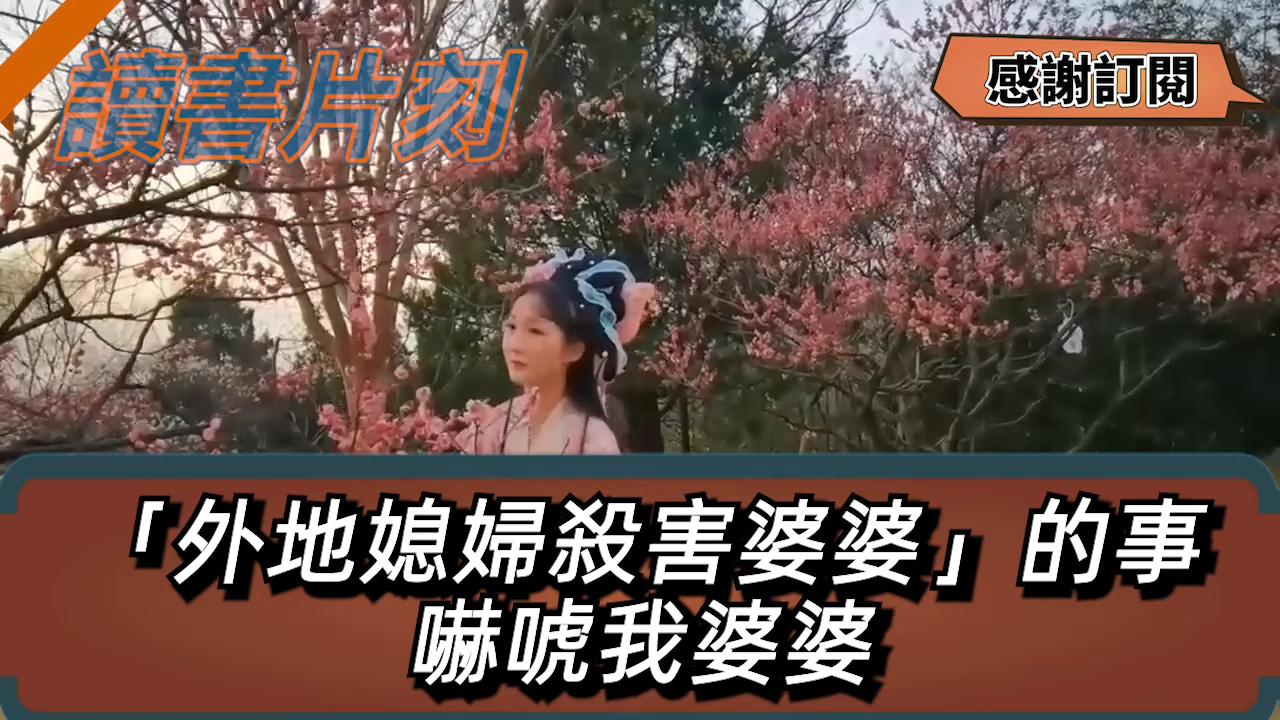 讀書片刻
感謝訂閱
「外地媳婦殺害婆婆」的事
嚇唬我婆婆